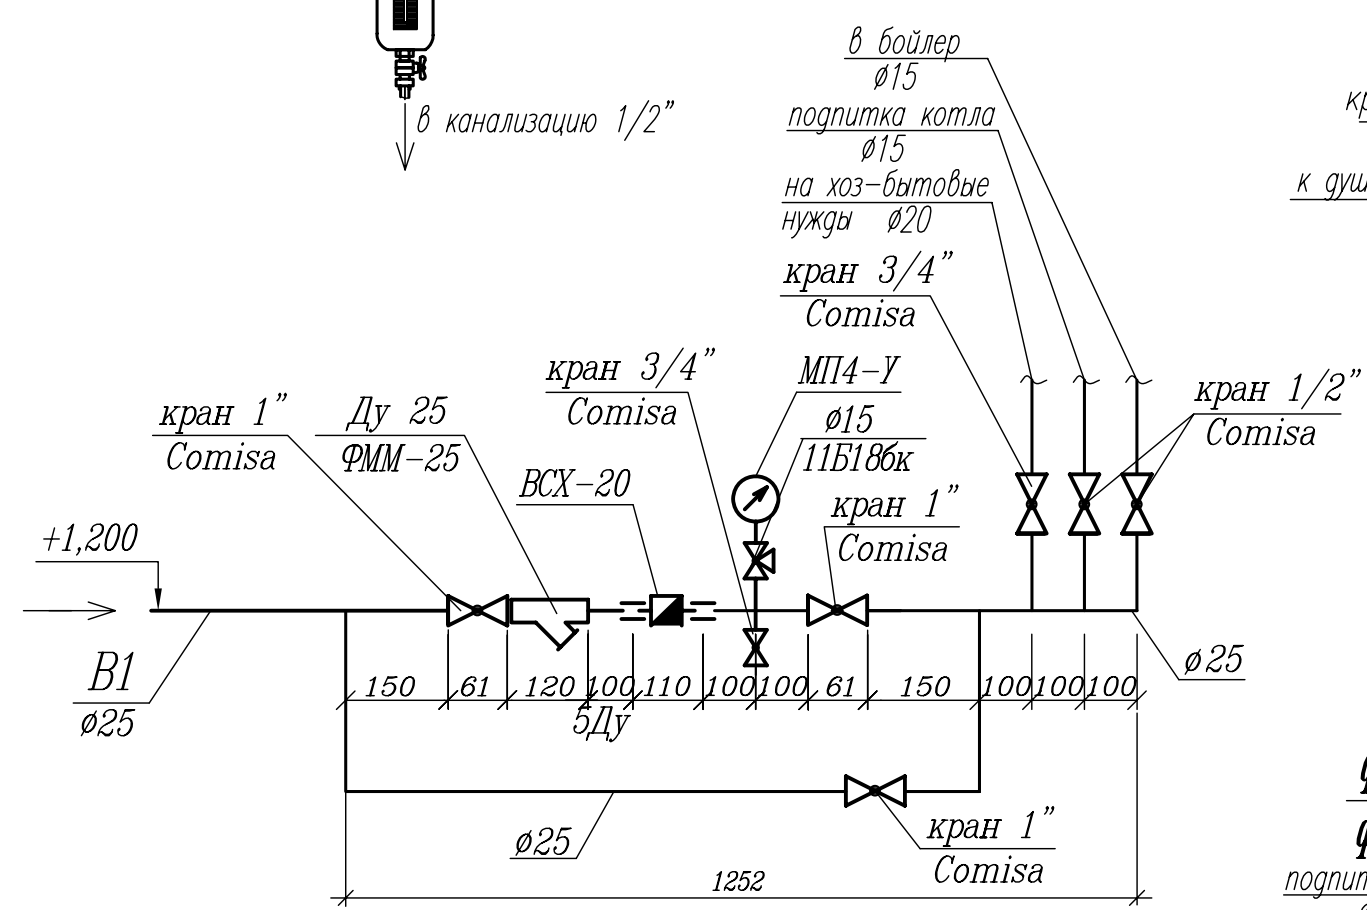 в канализацию 1/2"
в бойлер
ø15
подпитка котла
ø15
на хоз-бытовые
нужды ø20
кран 3/4"
Comisa
кран 3/4"
Comisa
МП4-У
ø15
11Б18бк
кран 1/2"
Comisa
кран 1"
Comisa
Ду 25
ФММ-25
ВСХ-20
кран 1"
Comisa
+1,200
В1
ø25
150 61 120 100 110 100 100 61 150 100 100 100
5Ду
ø25
ø25
кран 1"
Comisa
1252
к душ
подпит